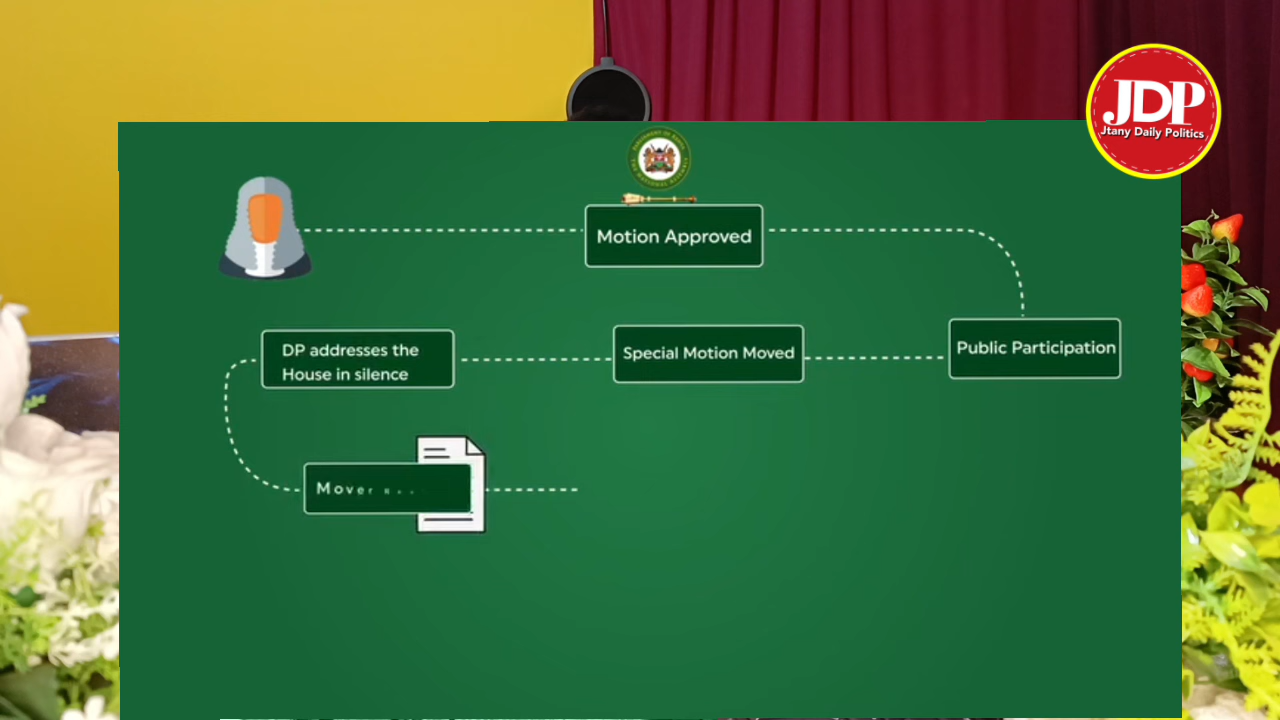 JDP
Jtany Daily Politics
Motion Approved
DP addresses the
House in silence
Special Motion Moved
Public Participation
Mover